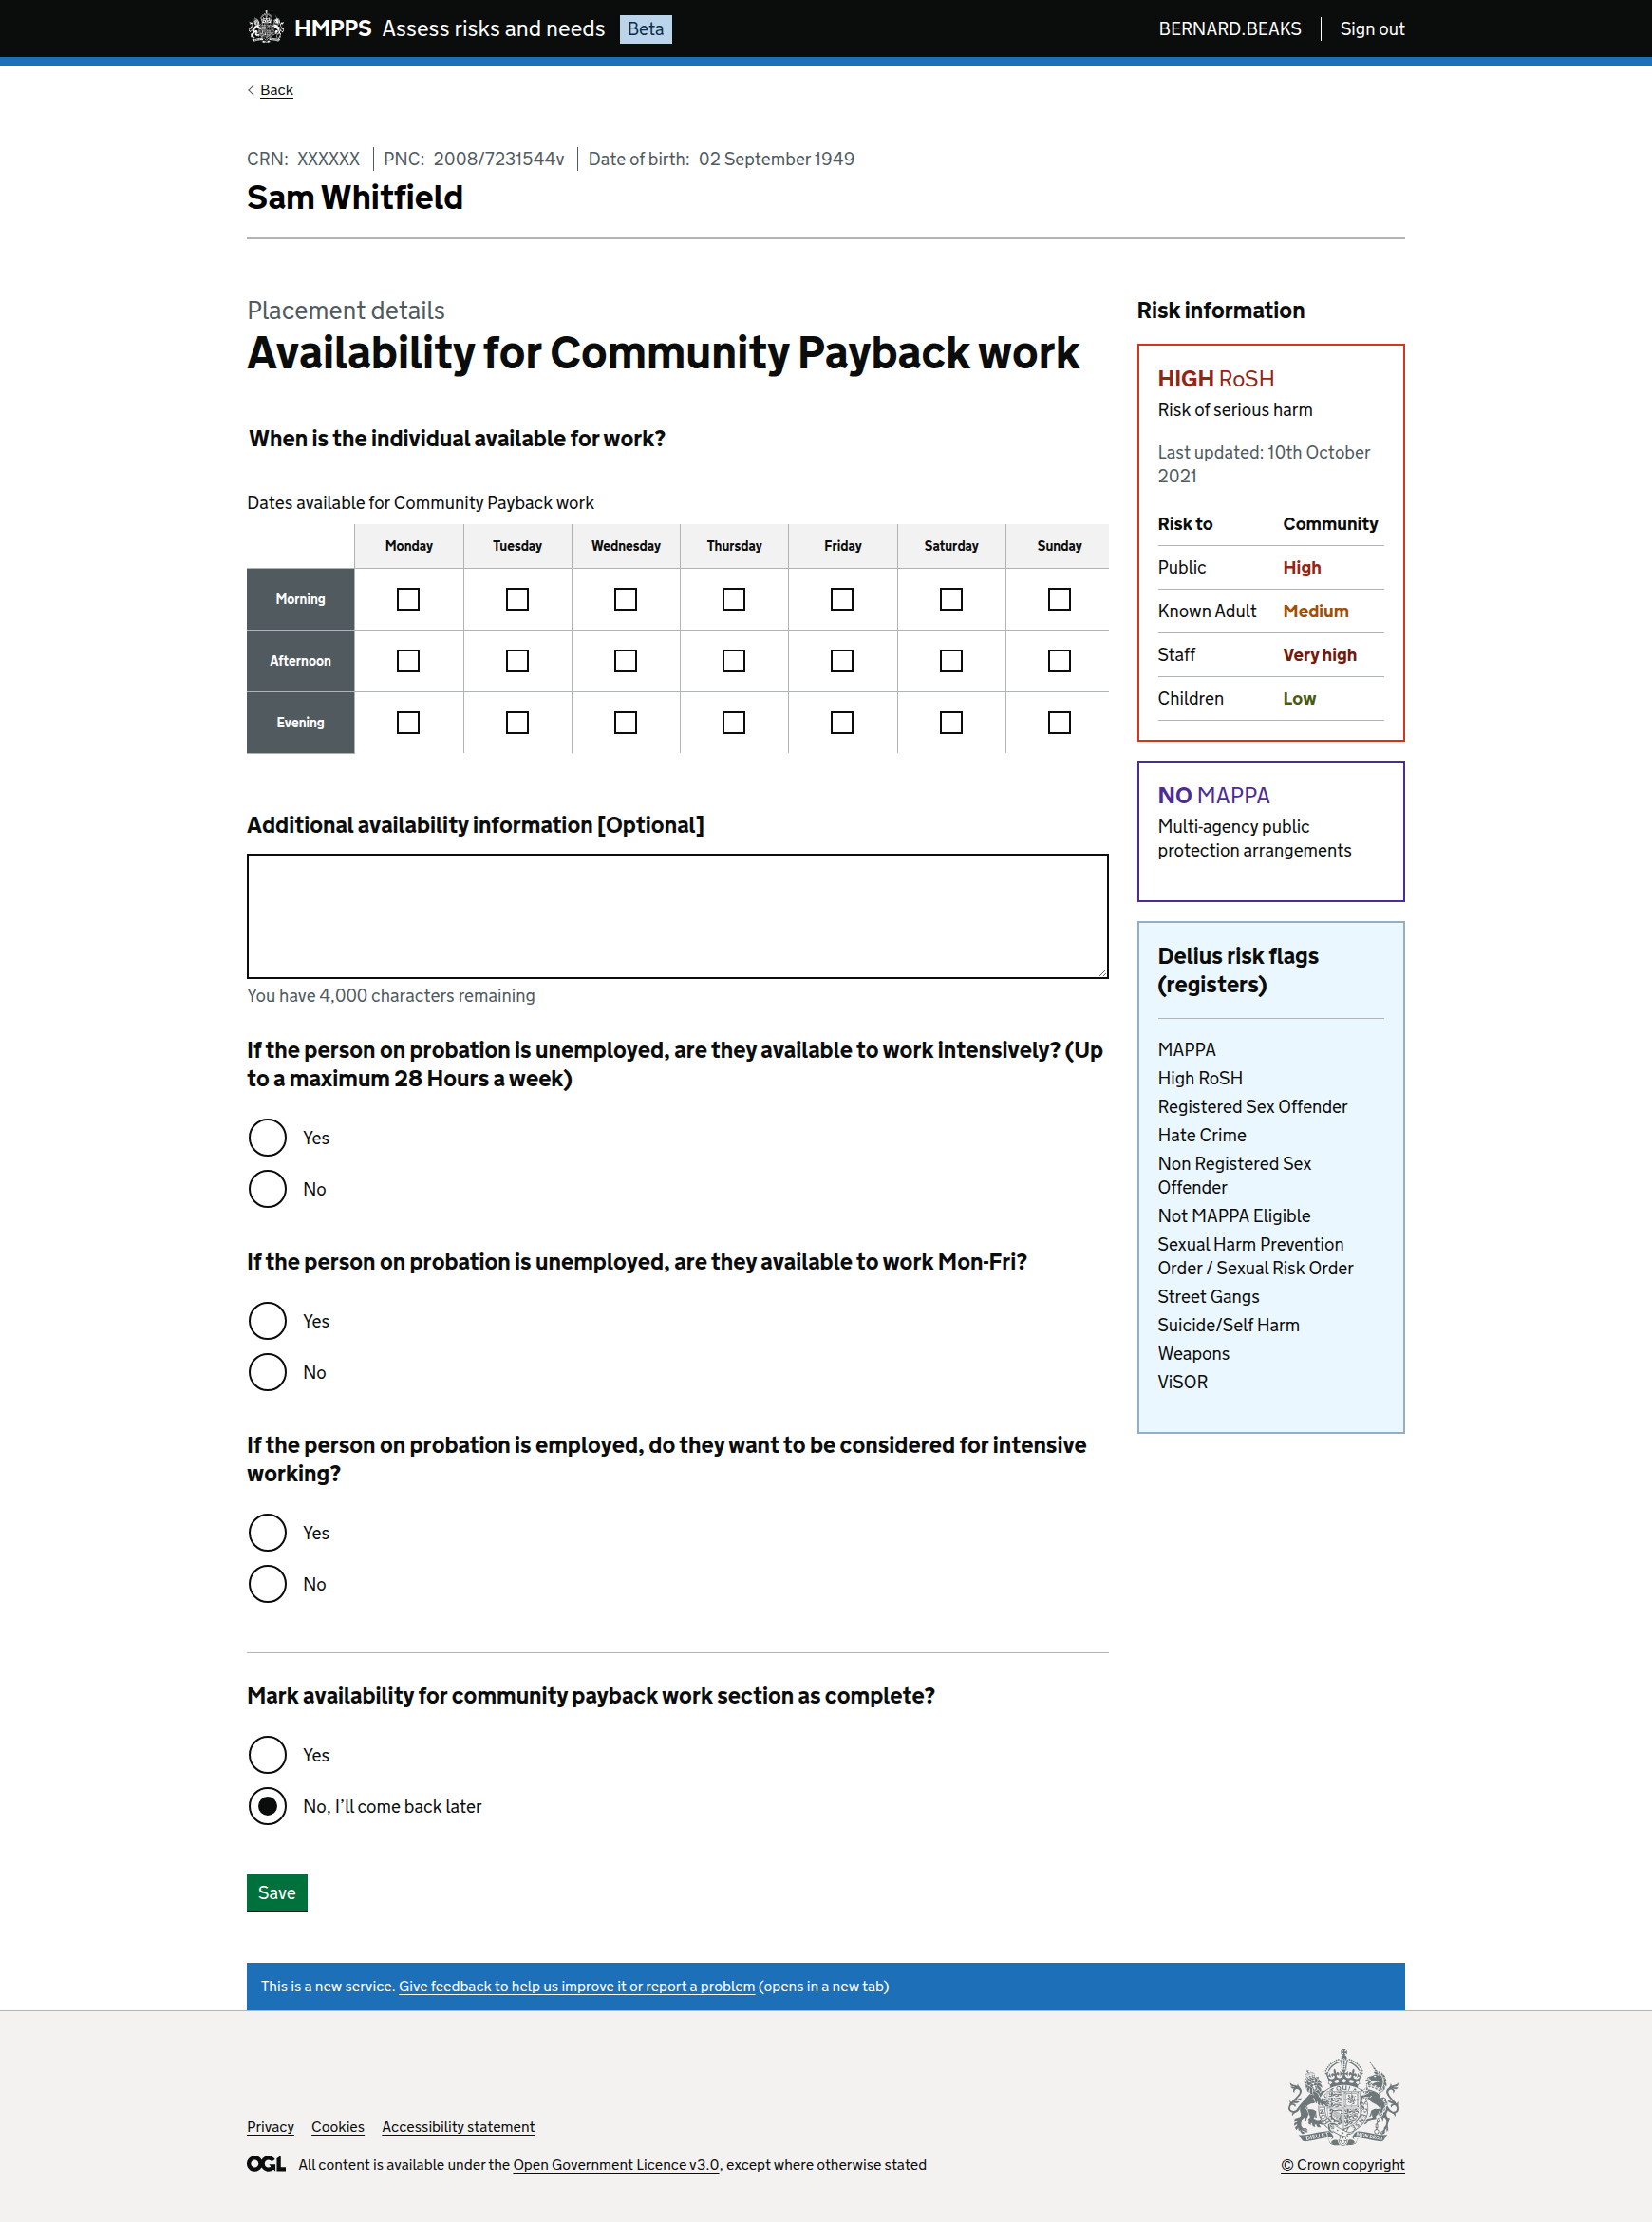 HMPPS Assess risks and needs Beta
BERNARD.BEAKS Sign out
Back
CRN: XXXXXX PNC: 2008/7231544v Date of birth: 02 September 1949
Sam Whitfield
Placement details
Availability for Community Payback work
When is the individual available for work?
Dates available for Community Payback work
Monday Tuesday Wednesday Thursday Friday Saturday Sunday
Morning
Afternoon
Evening
Additional availability information [Optional]
You have 4,000 characters remaining
If the person on probation is unemployed, are they available to work intensively? (Up
to a maximum 28 Hours a week)
Yes
No
If the person on probation is unemployed, are they available to work Mon-Fri?
Yes
No
If the person on probation is employed, do they want to be considered for intensive
working?
Yes
No
Mark availability for community payback work section as complete?
Yes
No, I'll come back later
Save
Risk information
HIGH RoSH
Risk of serious harm
Last updated: 10th October
2021
Risk to Community
Public High
Known Adult Medium
Staff Very high
Children Low
NO MAPPA
Multi-agency public
protection arrangements
Delius risk flags
(registers)
MAPPA
High RoSH
Registered Sex Offender
Hate Crime
Non Registered Sex
Offender
Not MAPPA Eligible
Sexual Harm Prevention
Order / Sexual Risk Order
Street Gangs
Suicide/Self Harm
Weapons
ViSOR
This is a new service. Give feedback to help us improve it or report a problem (opens in a new tab)
Privacy Cookies Accessibility statement
OGL All content is available under the Open Government Licence v3.0, except where otherwise stated
© Crown copyright